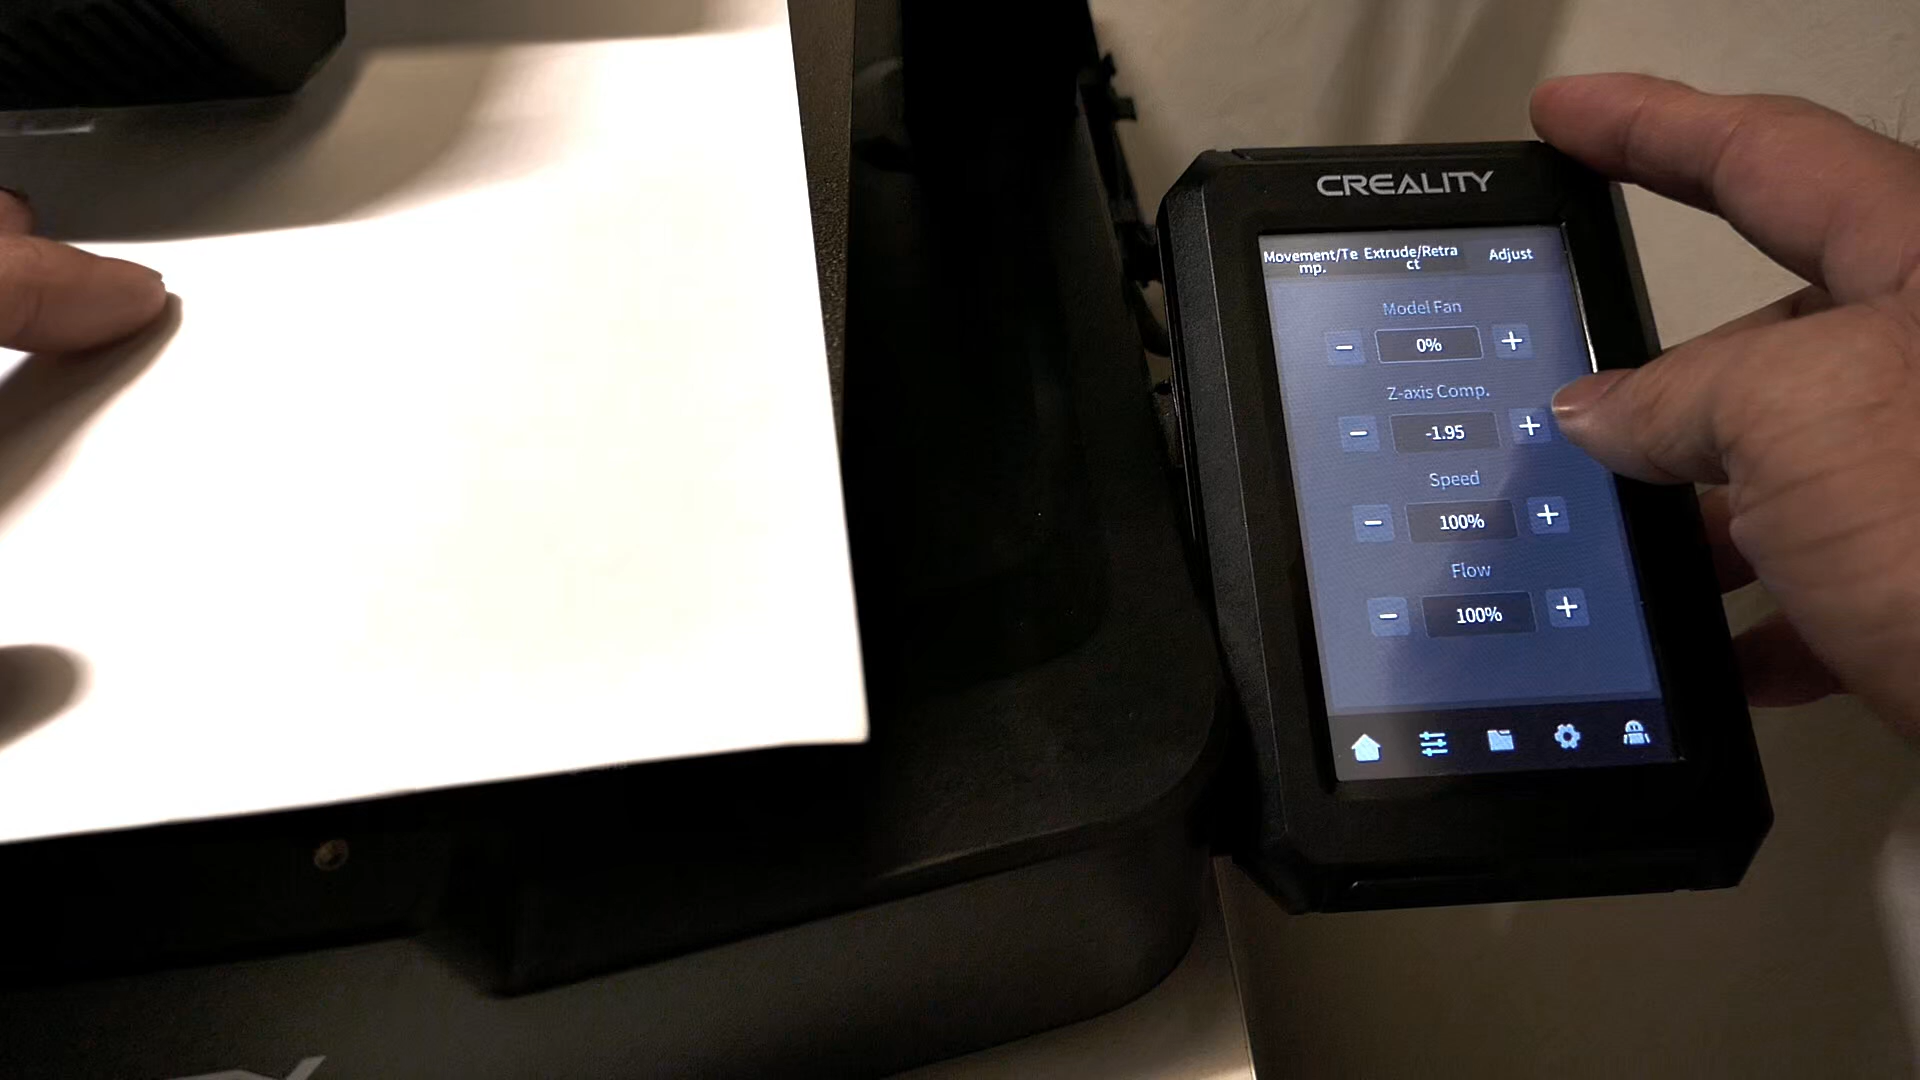 CREALITY
Movement/Te Extrude/Retra Adjust
mp. ct
Model Fan
− 0% +
Z-axis Comp.
− -1.95 +
Speed
− 100% +
Flow
− 100% +